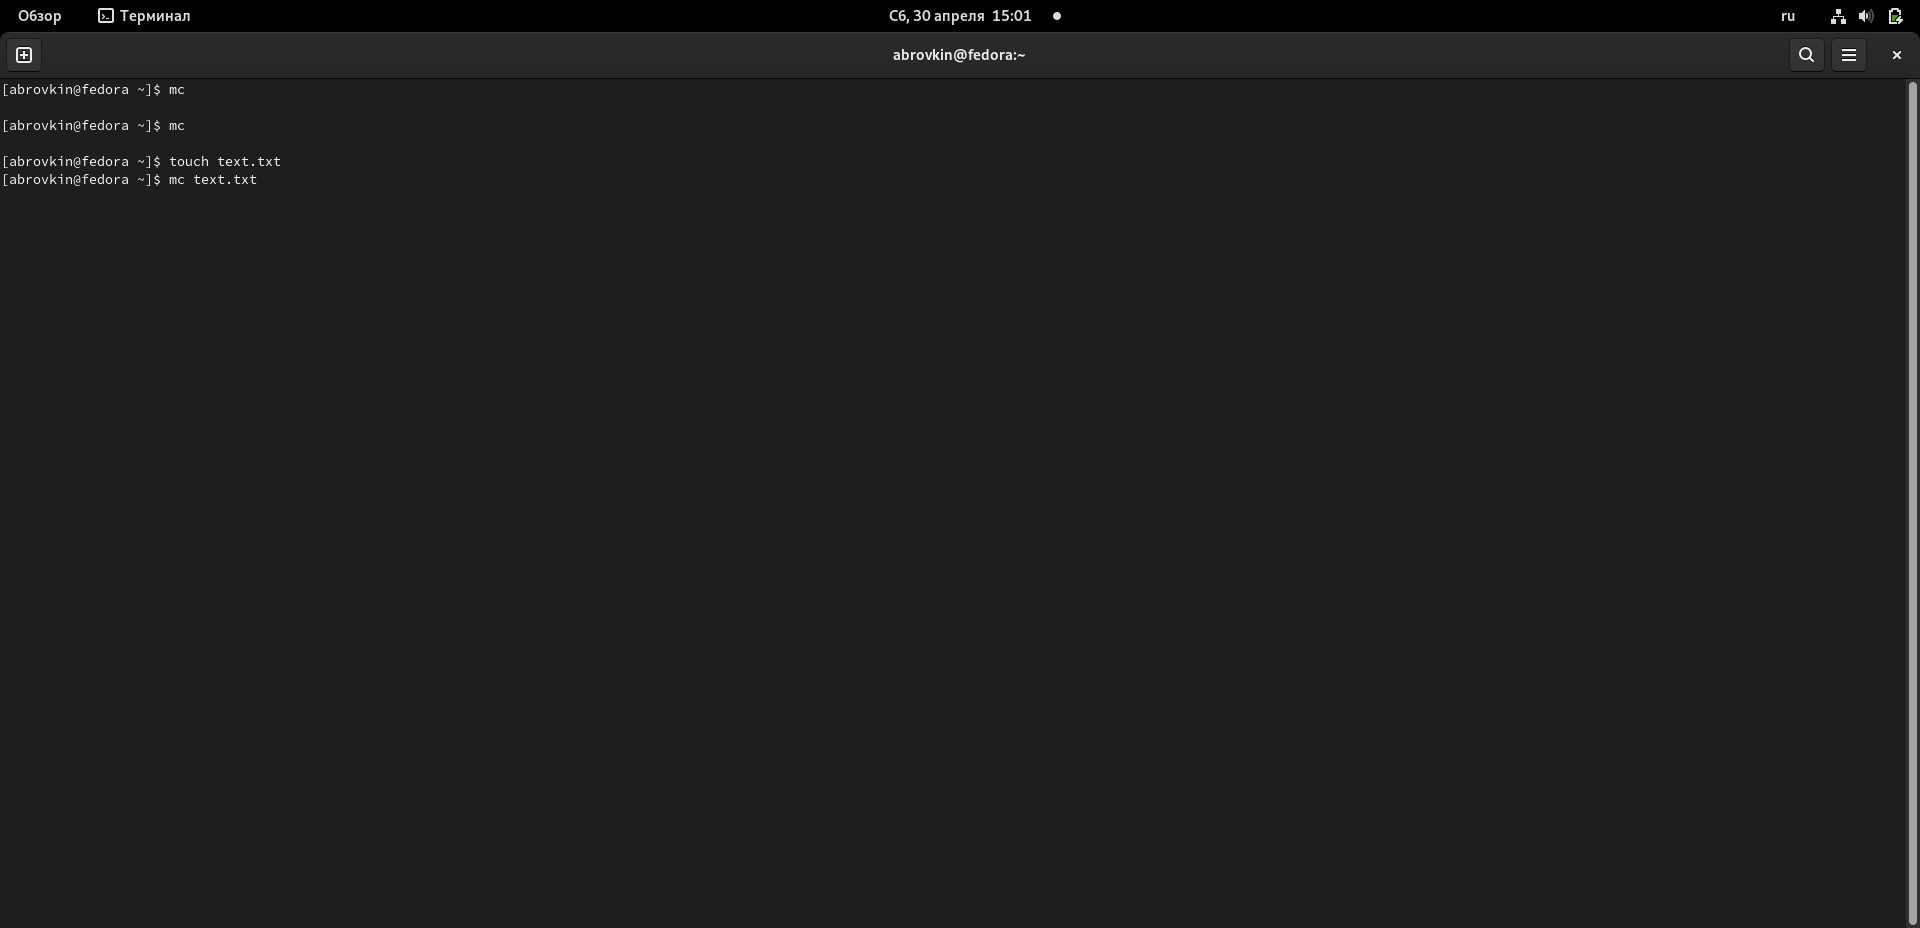 Обзор Терминал Сб, 30 апреля 15:01 ru
abrovkin@fedora:~
[abrovkin@fedora ~]$ mc
[abrovkin@fedora ~]$ mc
[abrovkin@fedora ~]$ touch text.txt
[abrovkin@fedora ~]$ mc text.txt